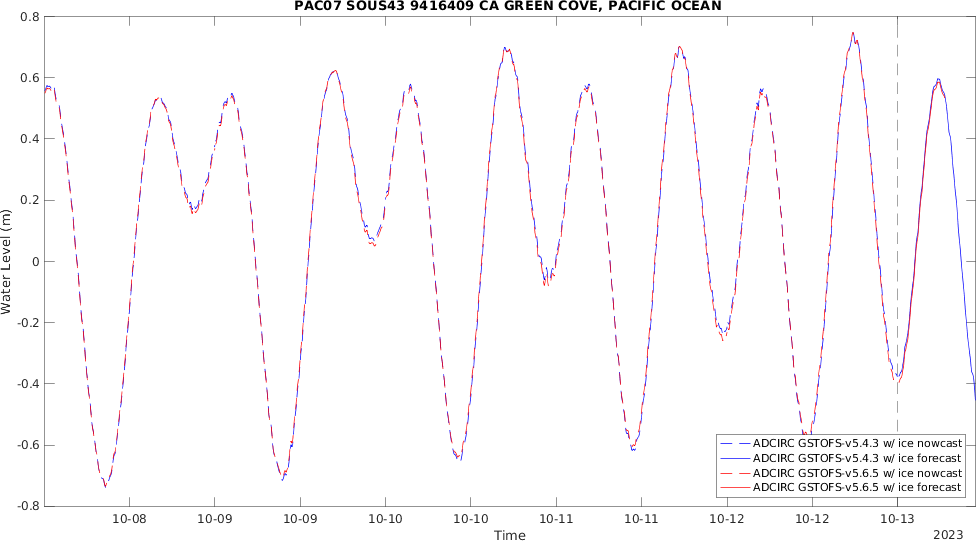 PAC07 SOUS43 9416409 CA GREEN COVE, PACIFIC OCEAN
0.8
0.6
0.4
0.2
0
-0.2
-0.4
-0.6
-0.8
Water Level (m)
ADCIRC GSTOFS-v5.4.3 w/ ice nowcast
ADCIRC GSTOFS-v5.4.3 w/ ice forecast
ADCIRC GSTOFS-v5.6.5 w/ ice nowcast
ADCIRC GSTOFS-v5.6.5 w/ ice forecast
10-08 10-09 10-09 10-10 10-10 10-11 10-11 10-12 10-12 10-13
Time
2023